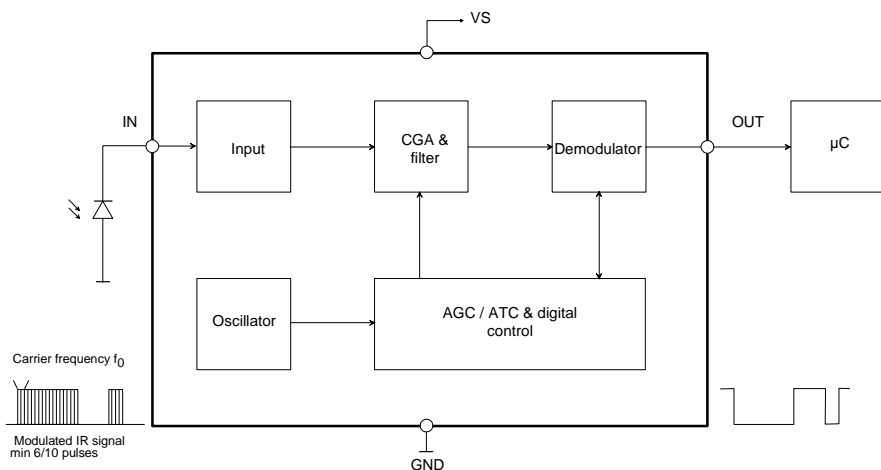 VS
IN
Input
CGA &
filter
Demodulator
OUT
µC
Oscillator
AGC / ATC & digital
control
Carrier frequency f0
Modulated IR signal
min 6/10 pulses
GND